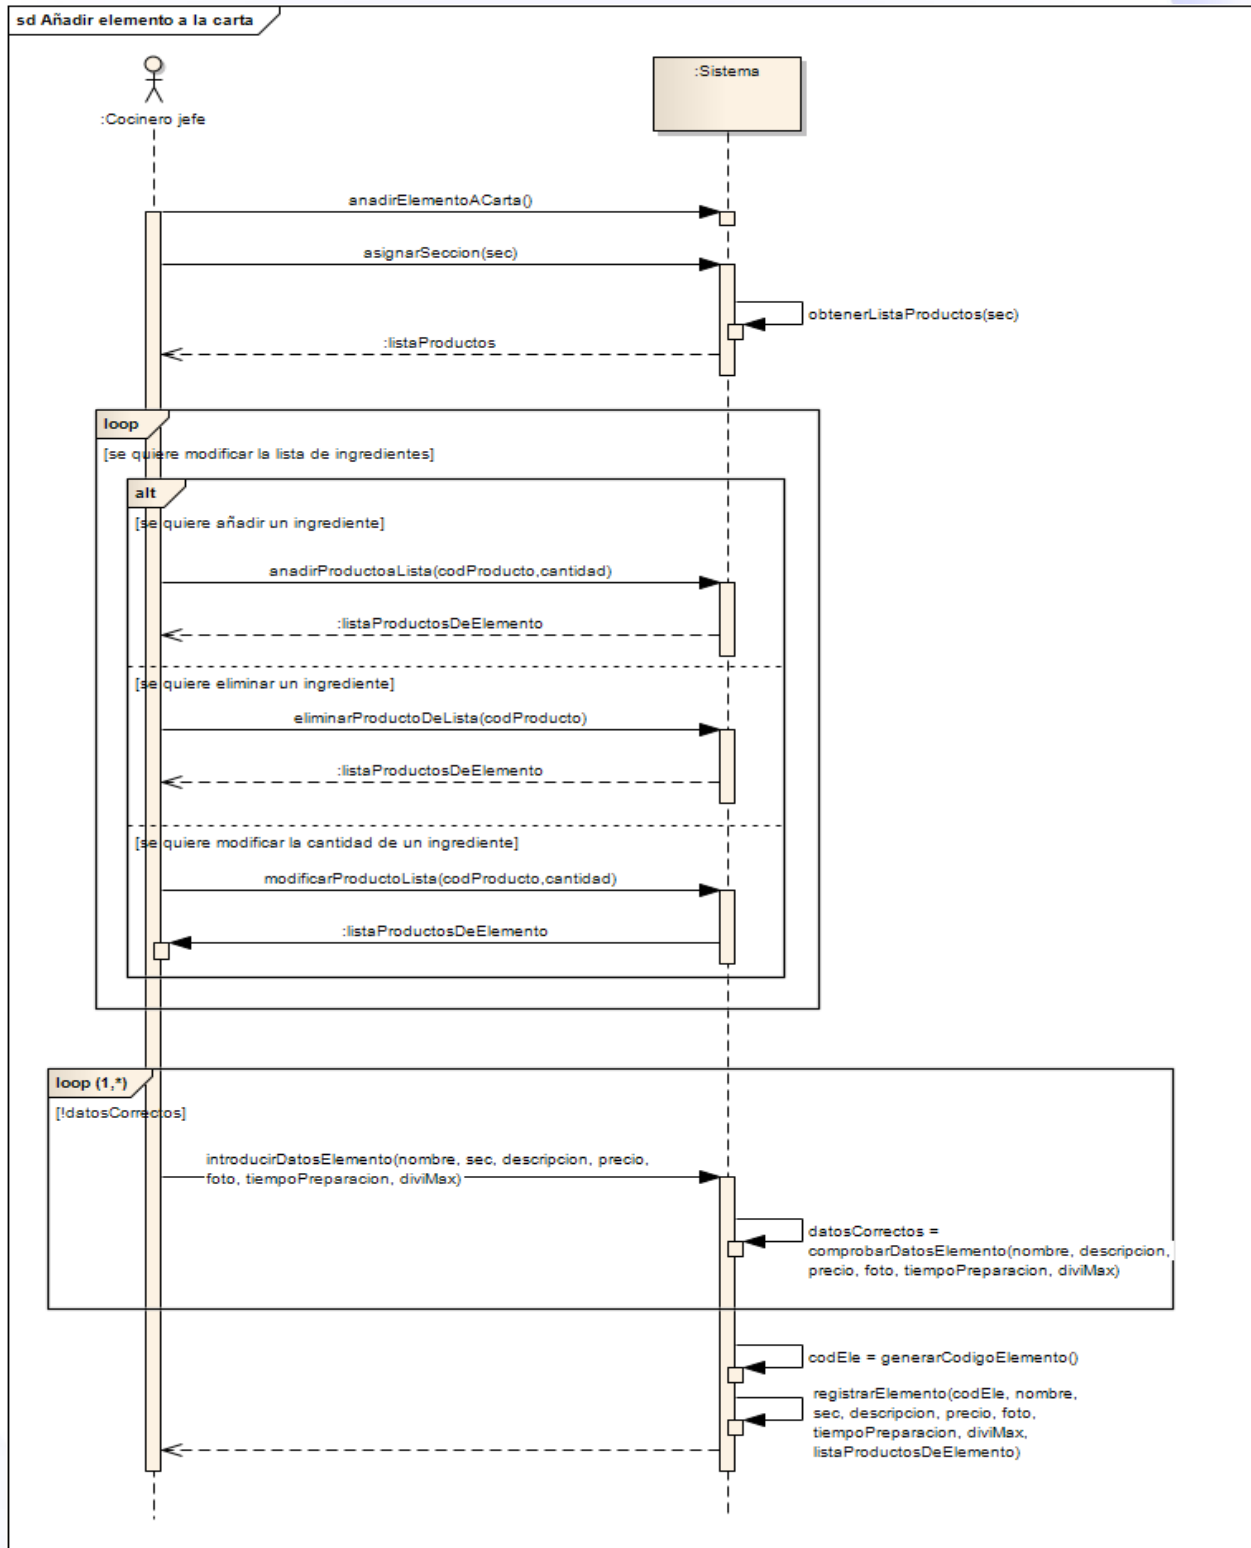 sd Añadir elemento a la carta
:Cocinero jefe
:Sistema
anadirElementoACarta()
asignarSeccion(sec)
obtenerListaProductos(sec)
:listaProductos
loop
[se quiere modificar la lista de ingredientes]
alt
[se quiere añadir un ingrediente]
anadirProductoaLista(codProducto,cantidad)
:listaProductosDeElemento
[se quiere eliminar un ingrediente]
eliminarProductoDeLista(codProducto)
:listaProductosDeElemento
[se quiere modificar la cantidad de un ingrediente]
modificarProductoLista(codProducto,cantidad)
:listaProductosDeElemento
loop (1,*)
[!datosCorrectos]
introducirDatosElemento(nombre, sec, descripcion, precio,
foto, tiempoPreparacion, diviMax)
datosCorrectos =
comprobarDatosElemento(nombre, descripcion,
precio, foto, tiempoPreparacion, diviMax)
codEle = generarCodigoElemento()
registrarElemento(codEle, nombre,
sec, descripcion, precio, foto,
tiempoPreparacion, diviMax,
listaProductosDeElemento)